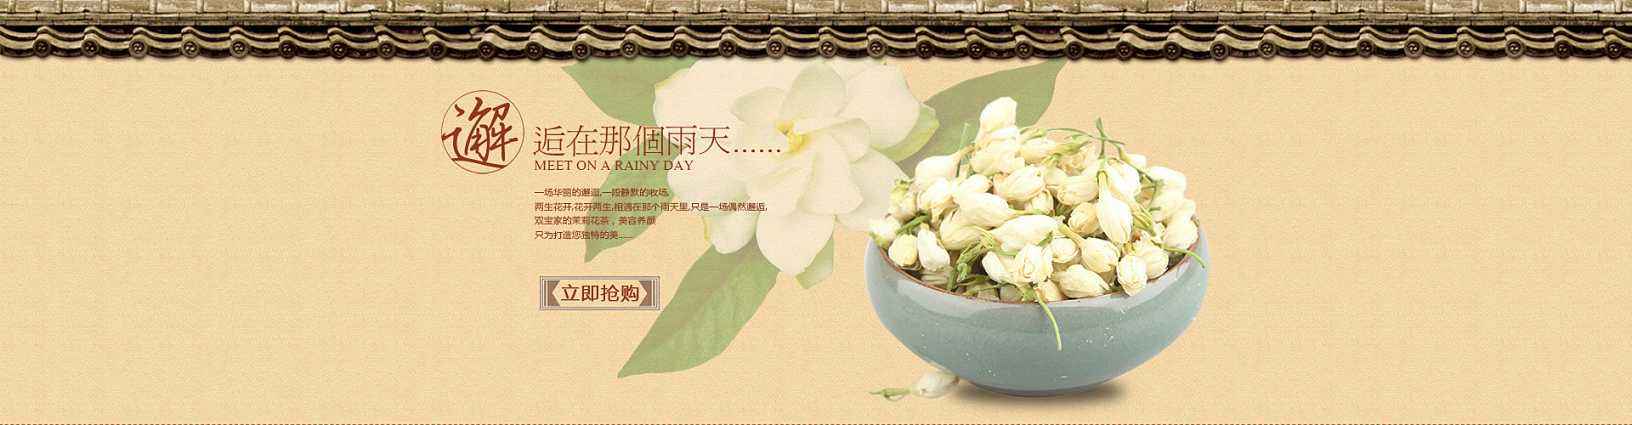 邂逅在那個雨天......
MEET ON A RAINY DAY
一场华丽的邂逅,一段静默的收场,
两生花开,花开两生,相遇在那个雨天里,只是一场偶然邂逅,
双宝家的茉莉花茶，美容养颜
只为打造您独特的美......
立即抢购